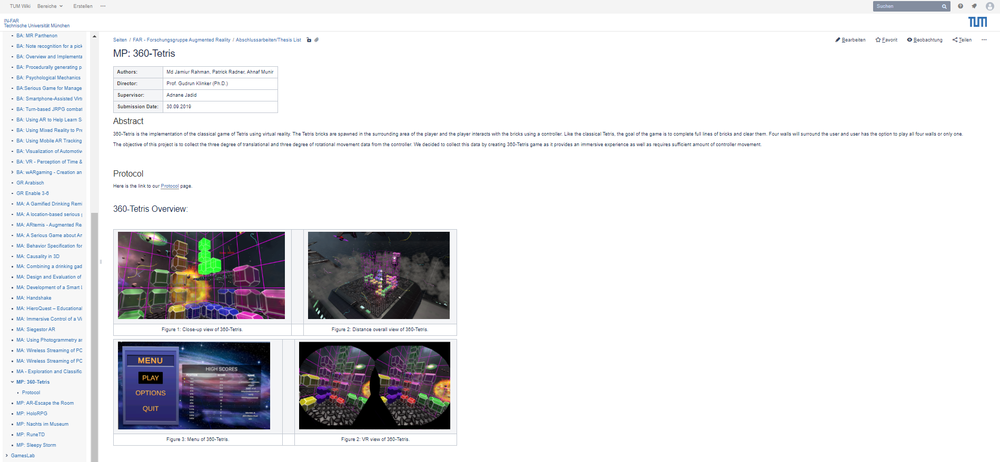 TUM Wiki Bereiche Erstellen ···
Suchen
IN-FAR
Technische Universität München
TUM
BA: MR Parthenon
BA: Note recognition for a pick
BA: Overview and Implementa
BA: Procedurally generating p
BA: Psychological Mechanics
BA:Serious Game for Manage
BA: Smartphone-Assisted Virtu
BA: Turn-based JRPG combat
BA: Using AR to Help Learn S
BA: Using Mixed Reality to Pre
BA: Using Mobile AR Tracking
BA: Visualization of Automotive
BA: VR - Perception of Time &
BA: wARgaming - Creation an
GR Arabisch
GR Enable 3-6
MA: A Gamified Drinking Remi
MA: A location-based serious
MA: ARtemis - Augmented Re
MA: A Serious Game about An
MA: Behavior Specification for
MA: Causality in 3D
MA: Combining a drinking gad
MA: Design and Evaluation of
MA: Development of a Smart L
MA: Handshake
MA: HieroQuest – Educational
MA: Immersive Control of a Vi
MA: Siegestor AR
MA: Using Photogrammetry ar
MA: Wireless Streaming of PC
MA: Wireless Streaming of PC
MA - Exploration and Classific
MP: 360-Tetris
Protocol
MP: AR-Escape the Room
MP: HoloRPG
MP: Nachts im Museum
MP: RuneTD
MP: Sleepy Storm
GamesLab
Seiten / FAR - Forschungsgruppe Augmented Reality / Abschlussarbeiten/Thesis List
Bearbeiten Favorit Beobachtung Teilen ···
MP: 360-Tetris
Authors: Md Jamiur Rahman, Patrick Radner, Ahnaf Munir
Director: Prof. Gudrun Klinker (Ph.D.)
Supervisor: Adnane Jadid
Submission Date: 30.09.2019
Abstract
360-Tetris is the implementation of the classical game of Tetris using virtual reality. The Tetris bricks are spawned in the surrounding area of the player and the player interacts with the bricks using a controller. Like the classical Tetris, the goal of the game is to complete full lines of bricks and clear them. Four walls will surround the user and user has the option to play all four walls or only one.
The objective of this project is to collect the three degree of translational and three degree of rotational movement data from the controller. We decided to collect this data by creating 360-Tetris game as it provides an immersive experience as well as requires sufficient amount of controller movement.
Protocol
Here is the link to our Protocol page.
360-Tetris Overview:
Figure 1: Close-up view of 360-Tetris.
Figure 2: Distance overall view of 360-Tetris.
MENU
PLAY
OPTIONS
QUIT
HIGH SCORES
POSITION SCORE NAME
Figure 3: Menu of 360-Tetris.
Figure 2: VR view of 360-Tetris.